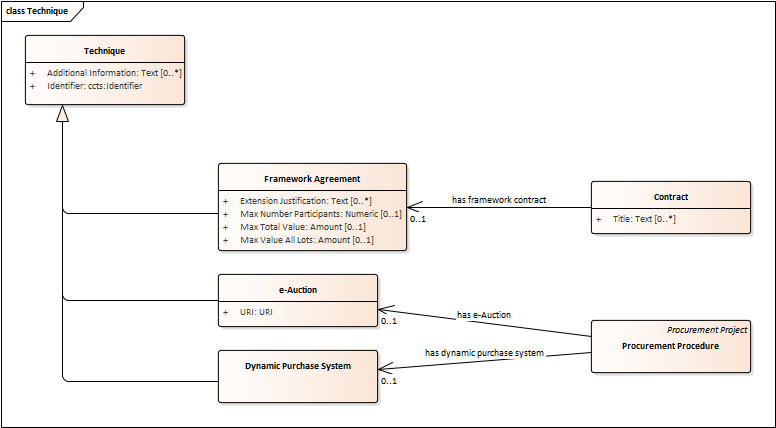 class Technique
Technique
+ Additional Information: Text [0..*]
+ Identifier: ccts:Identifier
Framework Agreement
+ Extension Justification: Text [0..*]
+ Max Number Participants: Numeric [0..1]
+ Max Total Value: Amount [0..1]
+ Max Value All Lots: Amount [0..1]
has framework contract
0..1
Contract
+ Title: Text [0..*]
e-Auction
+ URI: URI
has e-Auction
0..1
Procurement Project
Procurement Procedure
has dynamic purchase system
Dynamic Purchase System
0..1